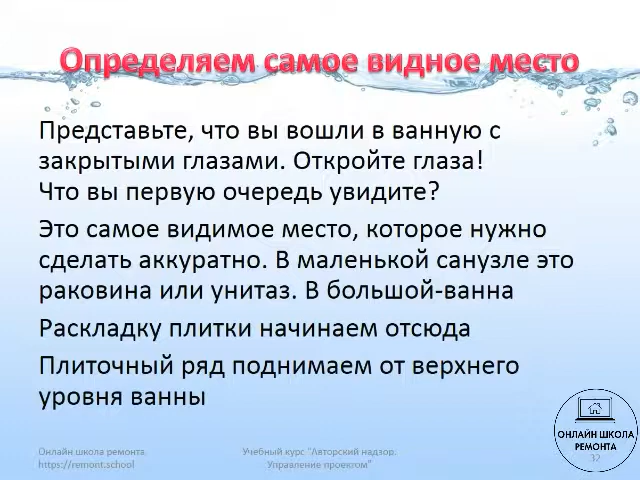 Определяем самое видное место
Представьте, что вы вошли в ванную с
закрытыми глазами. Откройте глаза!
Что вы первую очередь увидите?
Это самое видимое место, которое нужно
сделать аккуратно. В маленькой санузле это
раковина или унитаз. В большой-ванна
Раскладку плитки начинаем отсюда
Плиточный ряд поднимаем от верхнего
уровня ванны
ОНЛАЙН ШКОЛА
РЕМОНТА
32
Онлайн школа ремонта
https://remont.school
Учебный курс "Авторский надзор.
Управление проектом"